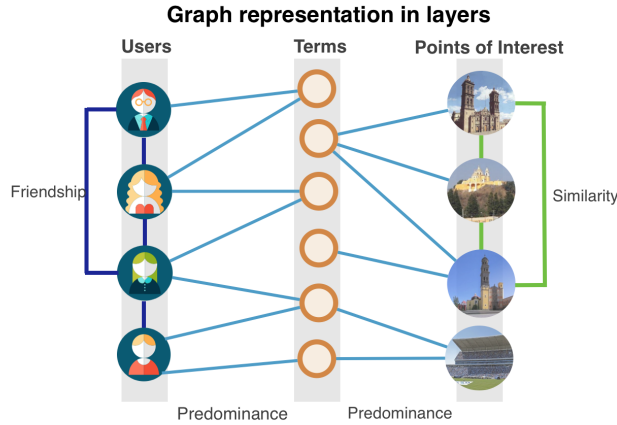 Graph representation in layers
Users
Terms
Points of Interest
Friendship
Similarity
Predominance
Predominance